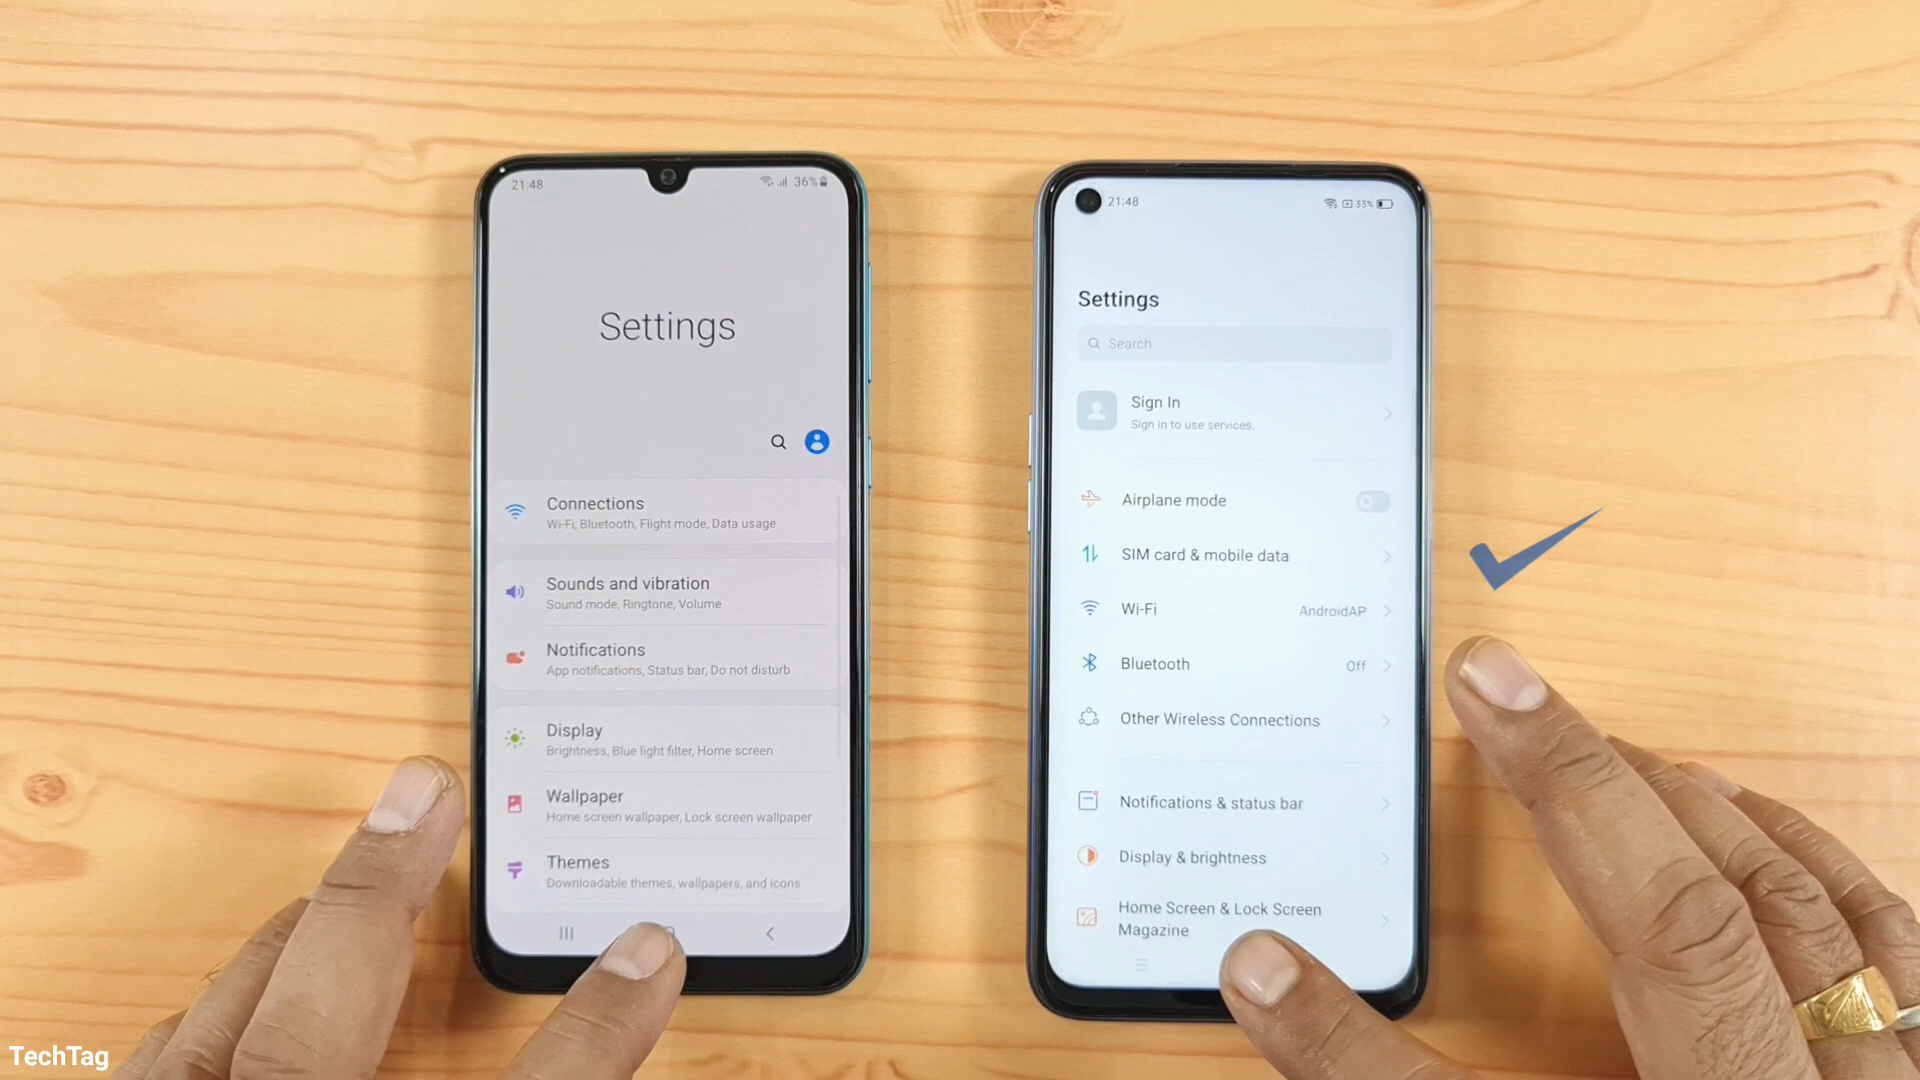 21:48
36%
Settings
Connections
Wi-Fi, Bluetooth, Flight mode, Data usage
Sounds and vibration
Sound mode, Ringtone, Volume
Notifications
App notifications, Status bar, Do not disturb
Display
Brightness, Blue light filter, Home screen
Wallpaper
Home screen wallpaper, Lock screen wallpaper
Themes
Downloadable themes, wallpapers, and icons
21:48
33%
Settings
Search
Sign In
Sign in to use services.
Airplane mode
SIM card & mobile data
Wi-Fi AndroidAP
Bluetooth Off
Other Wireless Connections
Notifications & status bar
Display & brightness
Home Screen & Lock Screen
Magazine
TechTag